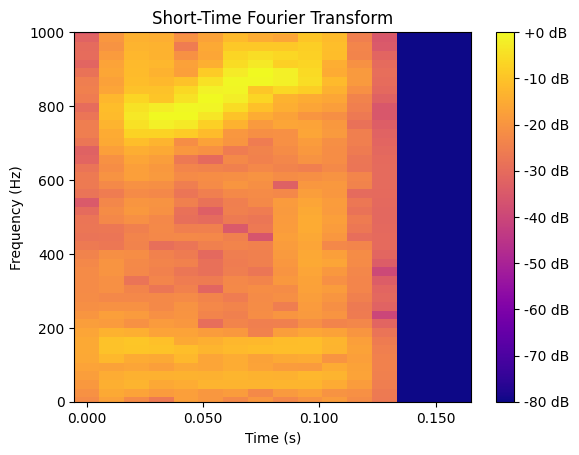 Short-Time Fourier Transform
1000
800
600
400
200
0
Frequency (Hz)
0.000
0.050
0.100
0.150
Time (s)
+0 dB
-10 dB
-20 dB
-30 dB
-40 dB
-50 dB
-60 dB
-70 dB
-80 dB